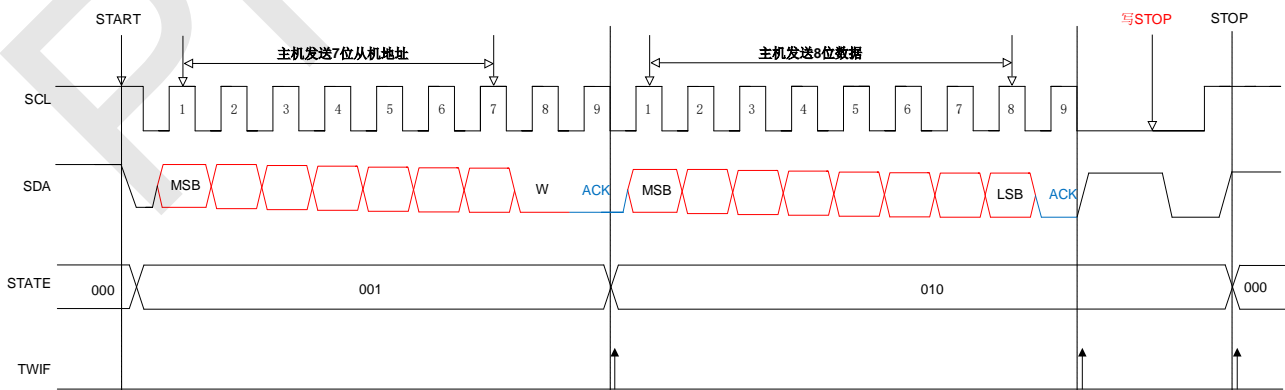 START
写STOP
STOP
主机发送7位从机地址
主机发送8位数据
SCL
1 2 3 4 5 6 7 8 9 1 2 3 4 5 6 7 8 9
SDA
MSB W ACK MSB LSB ACK
STATE
000 001 010 000
TWIF